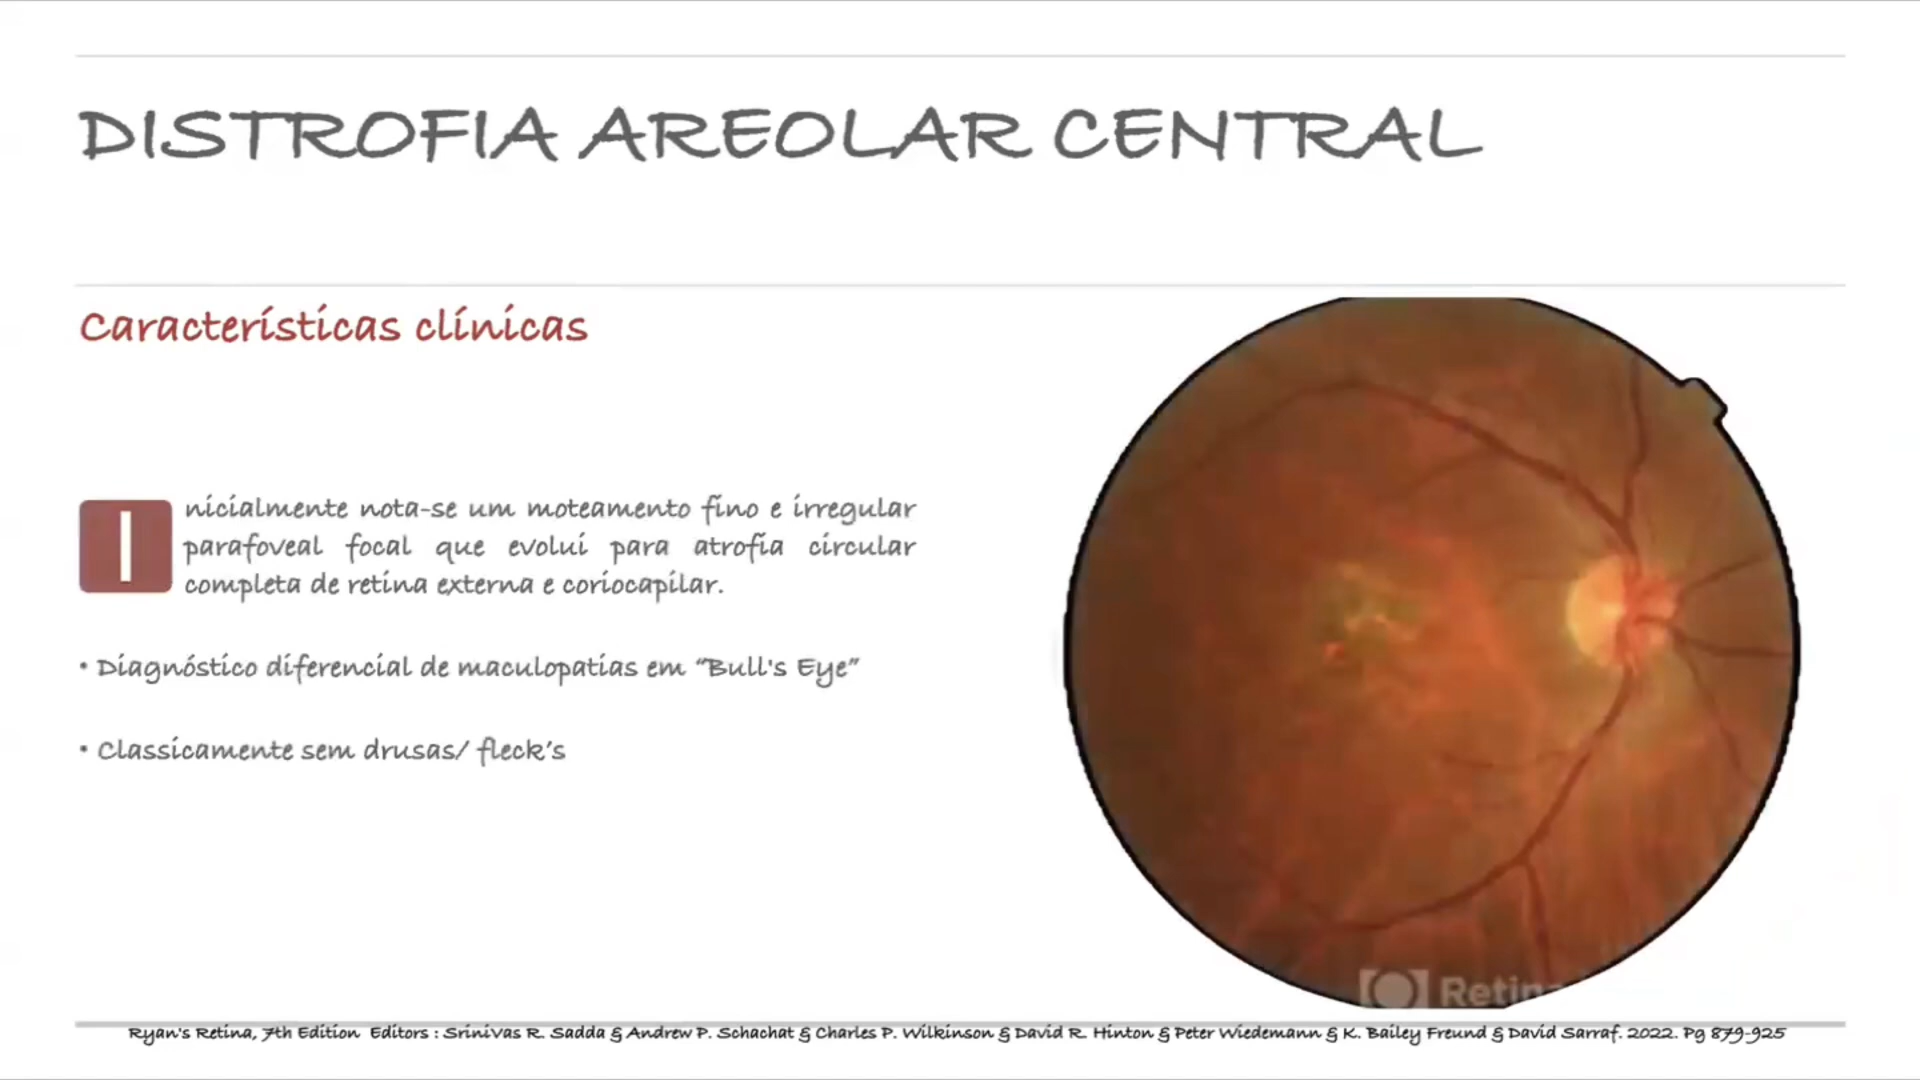 DISTROFIA AREOLAR CENTRAL
Características clínicas
Inicialmente nota-se um moteamento fino e irregular
parafoveal focal que evolui para atrofia circular
completa de retina externa e coriocapilar.
• Diagnóstico diferencial de maculopatias em “Bull's Eye”
• Classicamente sem drusas/ fleck’s
Ryan's Retina, 7th Edition Editors : SriniVas R. Sadda & Andrew P. Schachat & Charles P. Wilkinson & David R. Hinton & Peter Wiedemann & K. Bailey Freund & David Sarraf. 2022. Pg 879-925